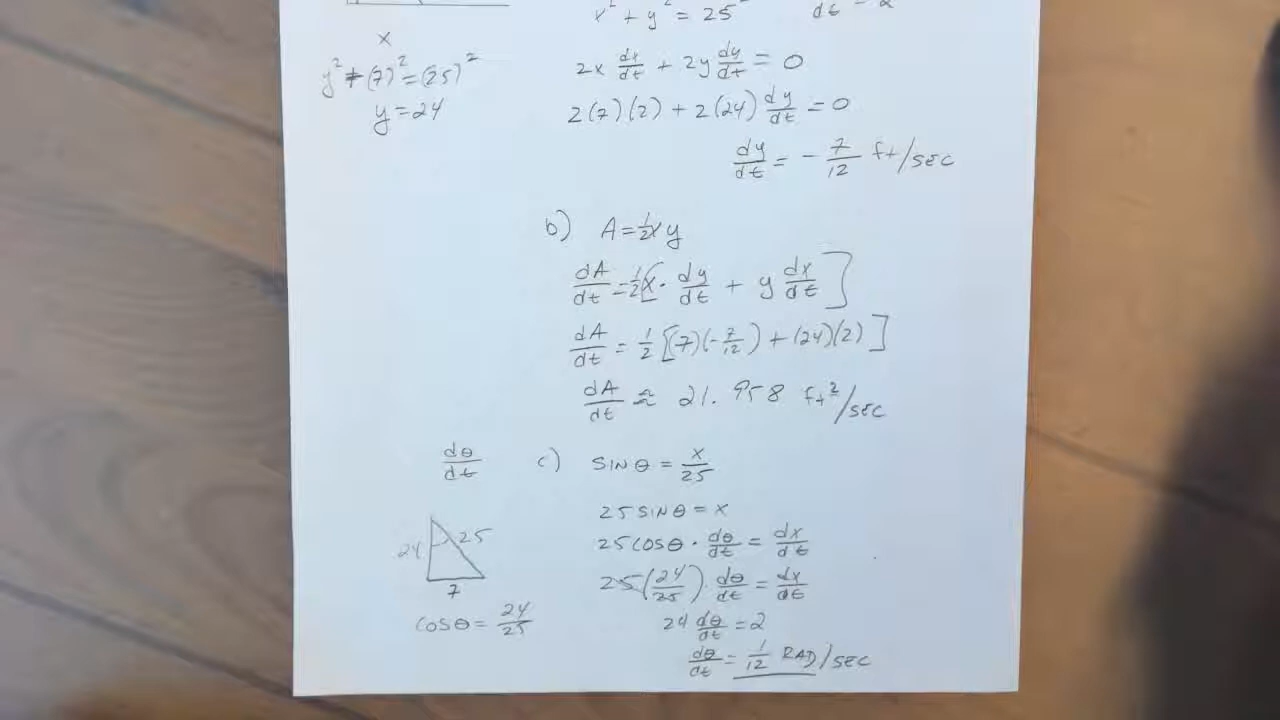 x² + y² = 25²
dt = 2
x
y² + (7)² = (25)²
y = 24
2x dx/dt + 2y dy/dt = 0
2(7)(2) + 2(24) dy/dt = 0
dy/dt = - 7/12 ft/sec
b) A = ½xy
dA/dt = ½[x · dy/dt + y dx/dt]
dA/dt = ½[(7)(-7/12) + (24)(2)]
dA/dt ≈ 21.958 ft²/sec
dθ/dt
c) SIN θ = x/25
25 SIN θ = x
25 COS θ · dθ/dt = dx/dt
25(24/25) dθ/dt = dx/dt
24 dθ/dt = 2
dθ/dt = 1/12 RAD/SEC
24 25
7
COS θ = 24/25